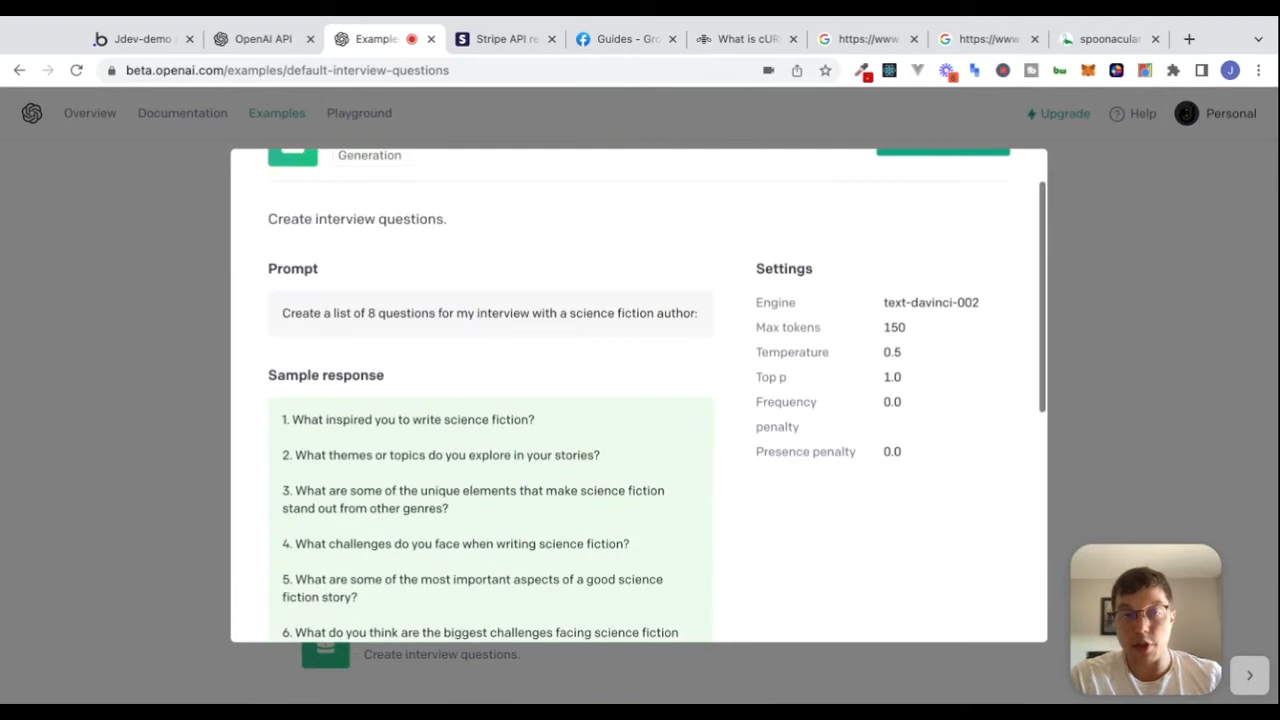 Jdev-demo
OpenAI API
Example
Stripe API re
Guides - Gro
What is cUR
https://www.
https://www.
spoonacula
beta.openai.com/examples/default-interview-questions
J
Overview
Documentation
Examples
Playground
Upgrade
Help
Personal
Generation
Create interview questions.
Prompt
Create a list of 8 questions for my interview with a science fiction author:
Sample response
1. What inspired you to write science fiction?
2. What themes or topics do you explore in your stories?
3. What are some of the unique elements that make science fiction
stand out from other genres?
4. What challenges do you face when writing science fiction?
5. What are some of the most important aspects of a good science
fiction story?
6. What do you think are the biggest challenges facing science fiction
Settings
Engine text-davinci-002
Max tokens 150
Temperature 0.5
Top p 1.0
Frequency 0.0
penalty
Presence penalty 0.0
Create interview questions.